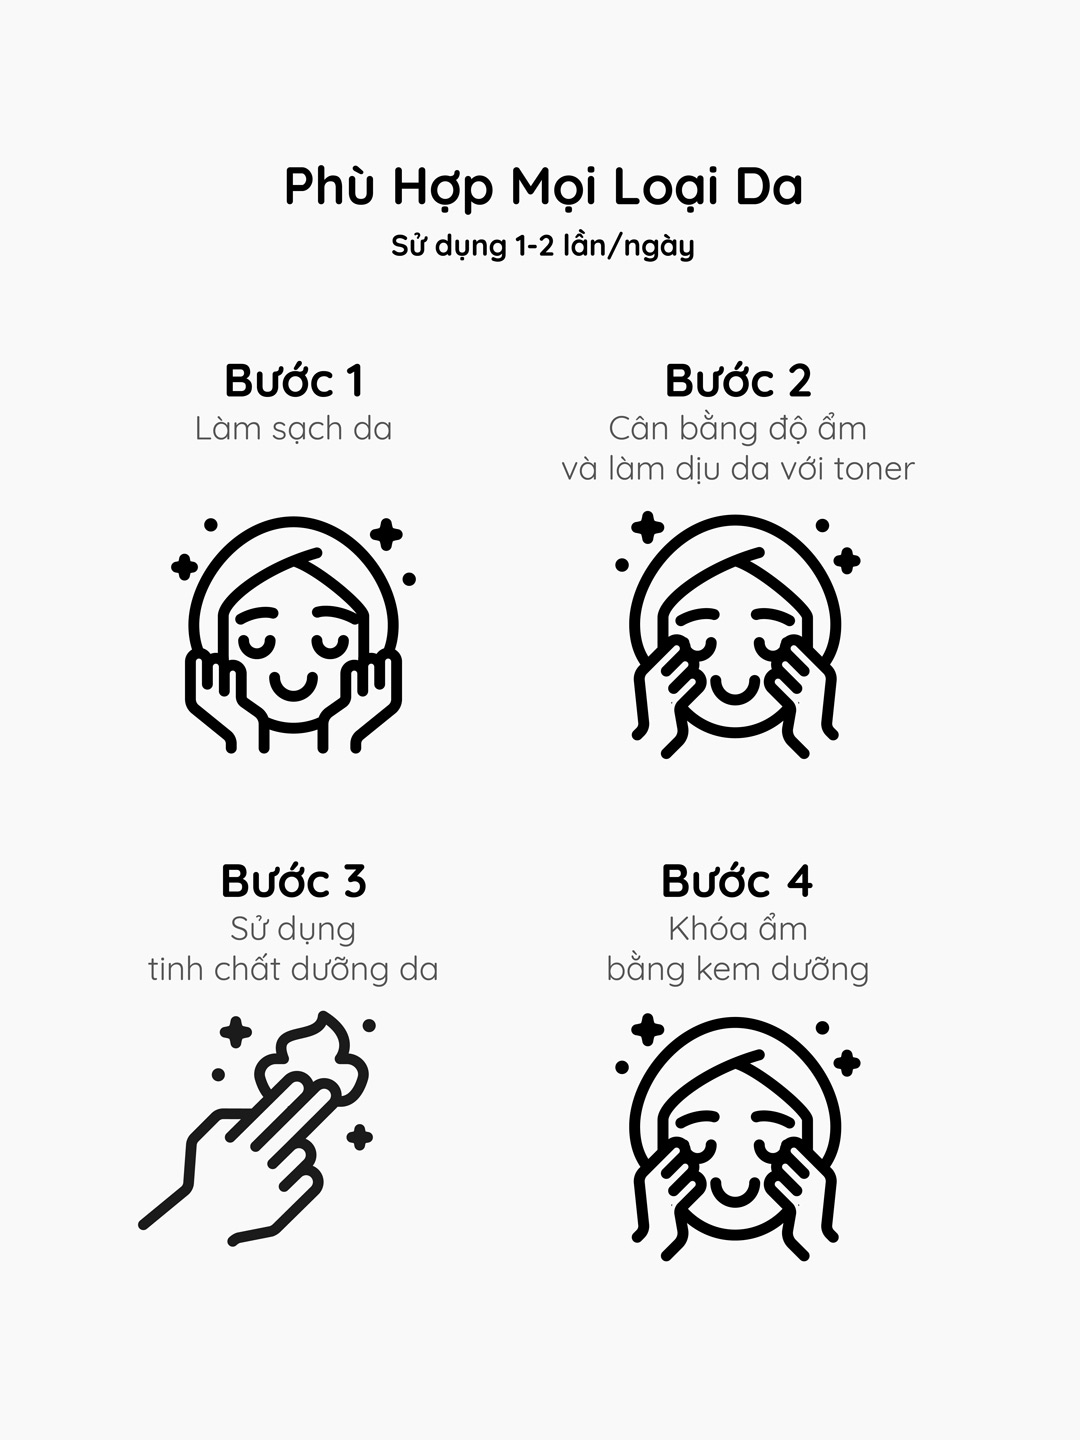 Phù Hợp Mọi Loại Da
Sử dụng 1-2 lần/ngày
Bước 1
Làm sạch da
Bước 2
Cân bằng độ ẩm
và làm dịu da với toner
Bước 3
Sử dụng
tinh chất dưỡng da
Bước 4
Khóa ẩm
bằng kem dưỡng